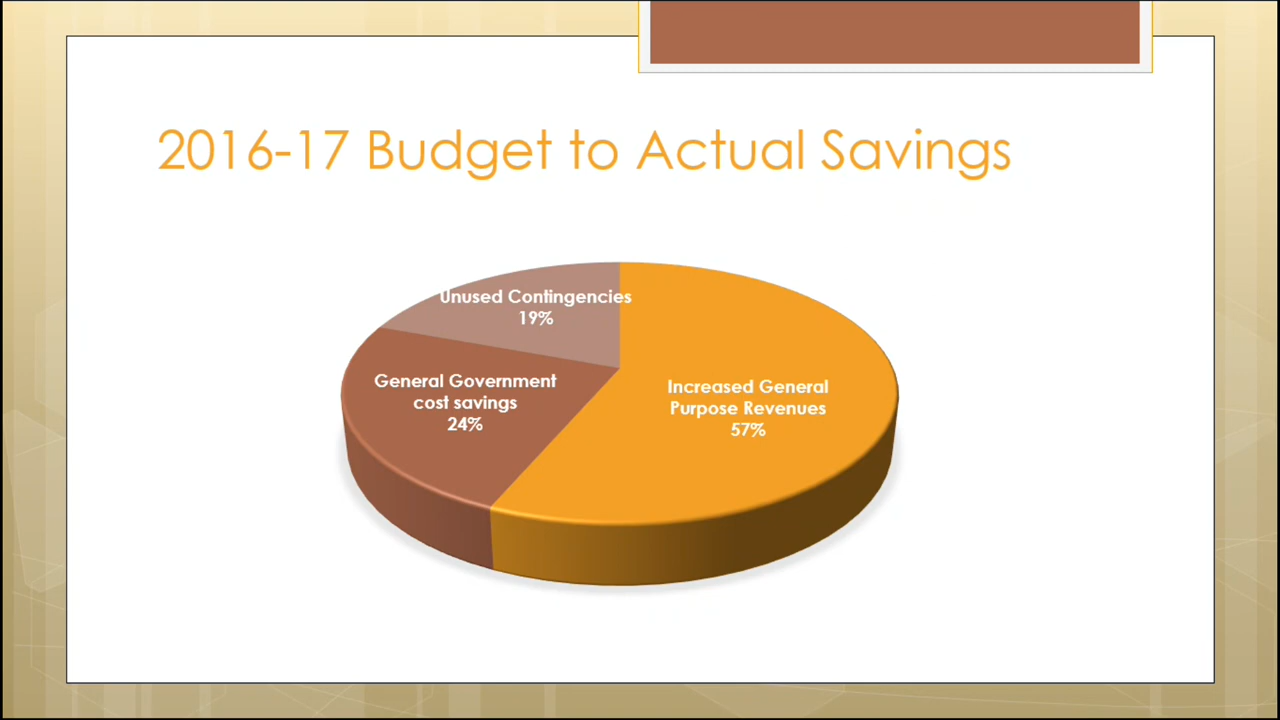 2016-17 Budget to Actual Savings
Unused Contingencies
19%
General Government
cost savings
24%
Increased General
Purpose Revenues
57%